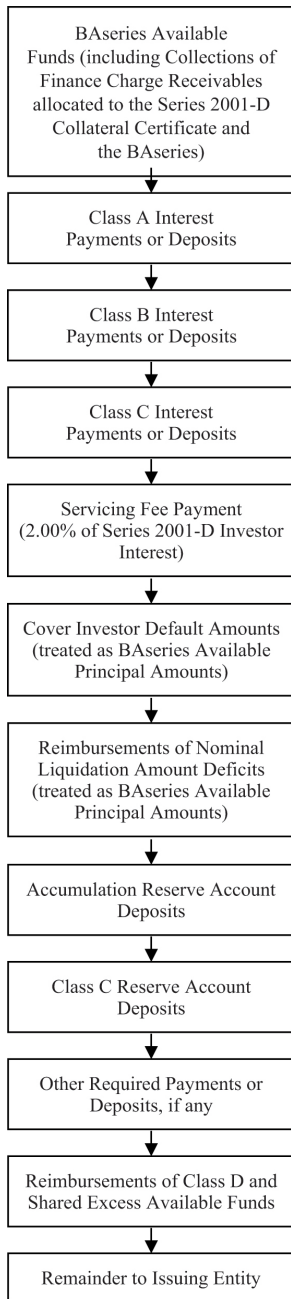 BAseries Available
Funds (including Collections of
Finance Charge Receivables
allocated to the Series 2001-D
Collateral Certificate and
the BAseries)
Class A Interest
Payments or Deposits
Class B Interest
Payments or Deposits
Class C Interest
Payments or Deposits
Servicing Fee Payment
(2.00% of Series 2001-D Investor
Interest)
Cover Investor Default Amounts
(treated as BAseries Available
Principal Amounts)
Reimbursements of Nominal
Liquidation Amount Deficits
(treated as BAseries Available
Principal Amounts)
Accumulation Reserve Account
Deposits
Class C Reserve Account
Deposits
Other Required Payments or
Deposits, if any
Reimbursements of Class D and
Shared Excess Available Funds
Remainder to Issuing Entity